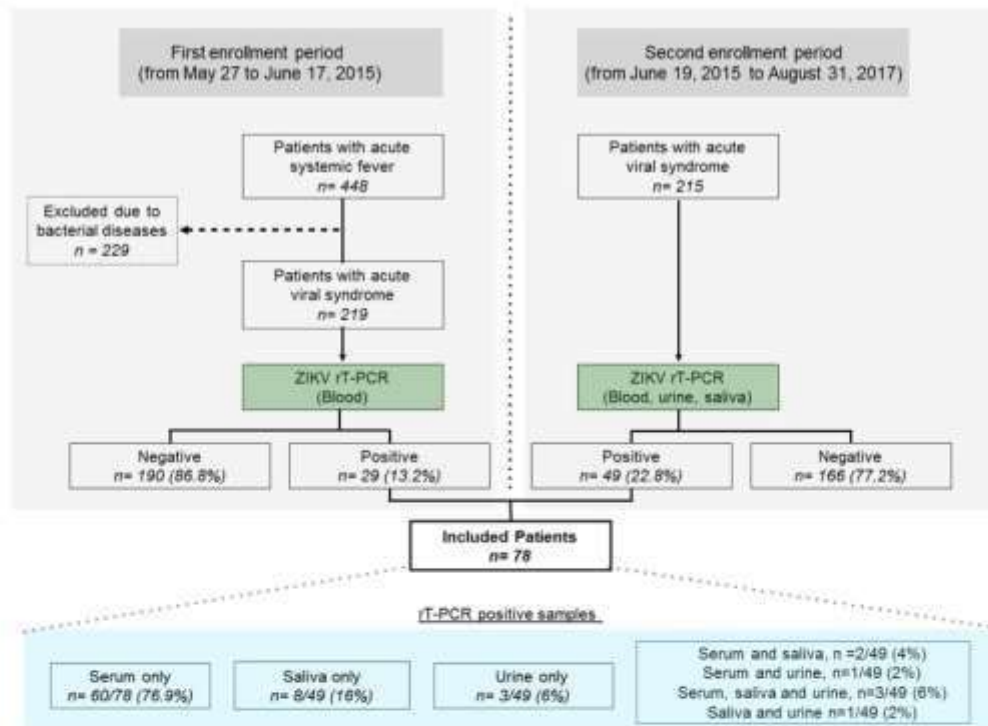 First enrollment period
(from May 27 to June 17, 2015)
Second enrollment period
(from June 19, 2015 to August 31, 2017)
Patients with acute
systemic fever
n= 448
Patients with acute
viral syndrome
n= 215
Excluded due to
bacterial diseases
n = 229
Patients with acute
viral syndrome
n= 219
ZIKV rT-PCR
(Blood)
ZIKV rT-PCR
(Blood, urine, saliva)
Negative
n= 190 (86.8%)
Positive
n= 29 (13.2%)
Positive
n= 49 (22.8%)
Negative
n= 166 (77.2%)
Included Patients
n= 78
rT-PCR positive samples
Serum only
n= 60/78 (76.9%)
Saliva only
n= 8/49 (16%)
Urine only
n= 3/49 (6%)
Serum and saliva, n =2/49 (4%)
Serum and urine, n=1/49 (2%)
Serum, saliva and urine, n=3/49 (6%)
Saliva and urine n=1/49 (2%)